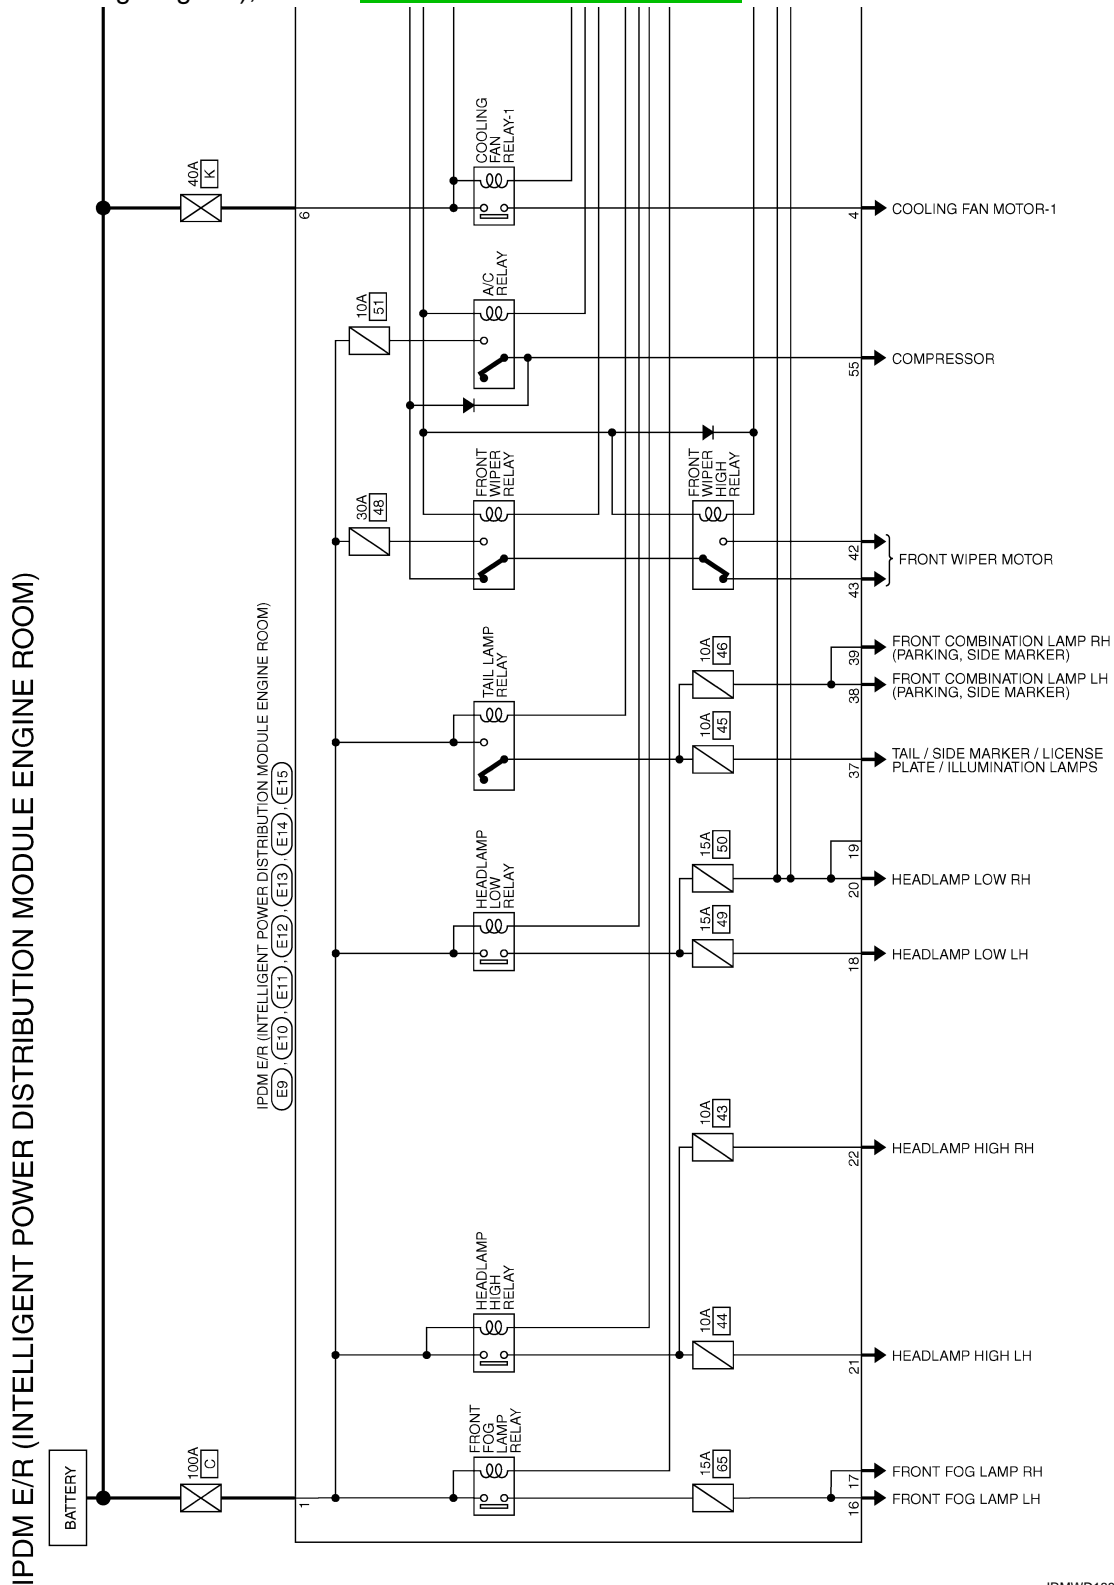 IPDM E/R (INTELLIGENT POWER DISTRIBUTION MODULE ENGINE ROOM)
40A
K
6
COOLING
FAN
RELAY-1
4
COOLING FAN MOTOR-1
10A
51
A/C
RELAY
55
COMPRESSOR
30A
48
FRONT
WIPER
RELAY
FRONT
WIPER
HIGH
RELAY
42
43
FRONT WIPER MOTOR
IPDM E/R (INTELLIGENT POWER DISTRIBUTION MODULE ENGINE ROOM)
E9 , E10 , E11 , E12 , E13 , E14 , E15
TAIL LAMP
RELAY
10A
46
39
FRONT COMBINATION LAMP RH
(PARKING, SIDE MARKER)
38
FRONT COMBINATION LAMP LH
(PARKING, SIDE MARKER)
10A
45
37
TAIL / SIDE MARKER / LICENSE
PLATE / ILLUMINATION LAMPS
HEADLAMP
LOW
RELAY
15A
50
19
20
HEADLAMP LOW RH
15A
49
18
HEADLAMP LOW LH
10A
43
22
HEADLAMP HIGH RH
HEADLAMP
HIGH
RELAY
10A
44
21
HEADLAMP HIGH LH
BATTERY
100A
C
1
FRONT
FOG
LAMP
RELAY
15A
65
17
FRONT FOG LAMP RH
16
FRONT FOG LAMP LH